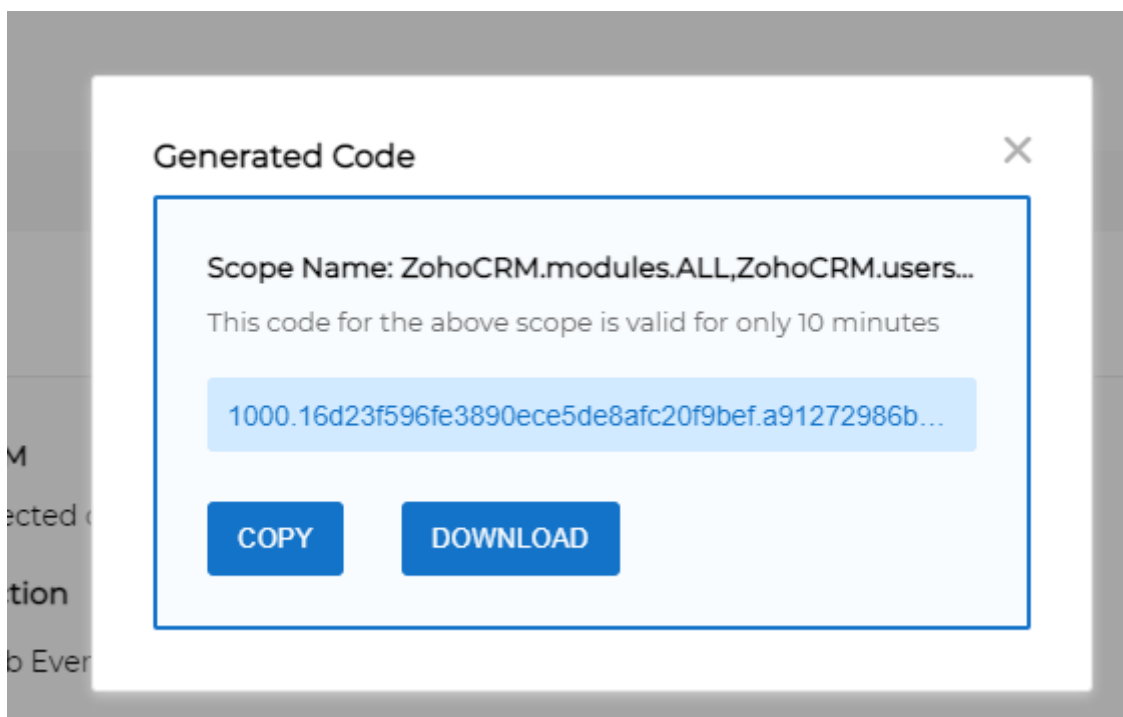 Generated Code
Scope Name: ZohoCRM.modules.ALL,ZohoCRM.users...
This code for the above scope is valid for only 10 minutes
1000.16d23f596fe3890ece5de8afc20f9bef.a91272986b...
COPY
DOWNLOAD
M
ected
tion
b Ever